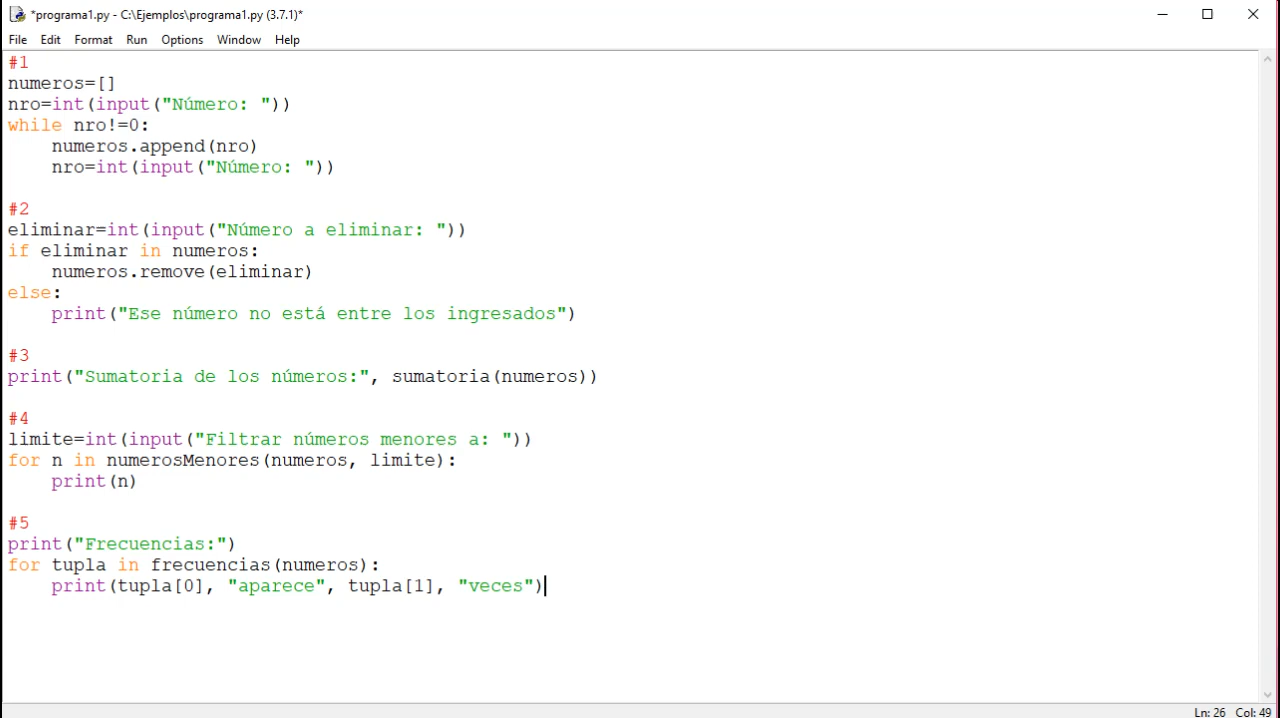 *programa1.py - C:\Ejemplos\programa1.py (3.7.1)*
File Edit Format Run Options Window Help
#1
numeros=[]
nro=int(input("Número: "))
while nro!=0:
    numeros.append(nro)
    nro=int(input("Número: "))

#2
eliminar=int(input("Número a eliminar: "))
if eliminar in numeros:
    numeros.remove(eliminar)
else:
    print("Ese número no está entre los ingresados")

#3
print("Sumatoria de los números:", sumatoria(numeros))

#4
limite=int(input("Filtrar números menores a: "))
for n in numerosMenores(numeros, limite):
    print(n)

#5
print("Frecuencias:")
for tupla in frecuencias(numeros):
    print(tupla[0], "aparece", tupla[1], "veces")
Ln: 26 Col: 49